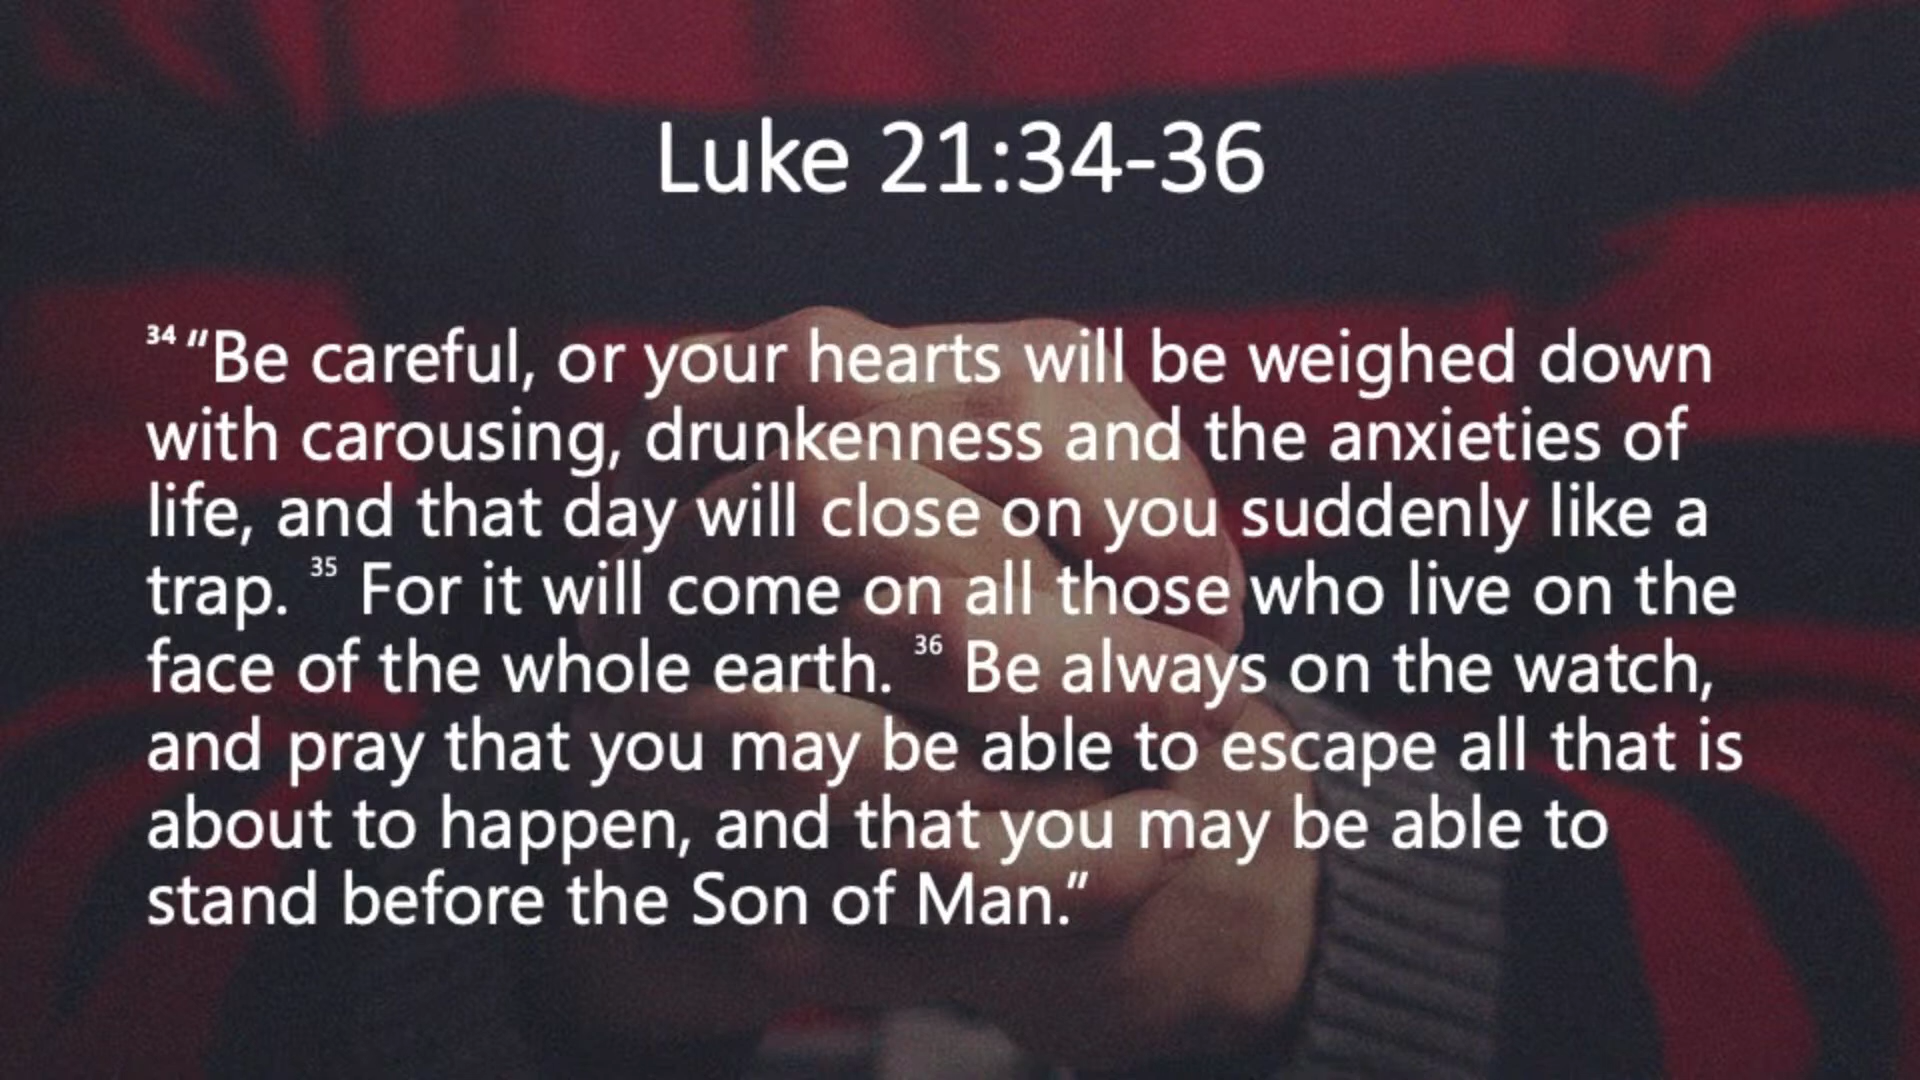 Luke 21:34-36
34 “Be careful, or your hearts will be weighed down
with carousing, drunkenness and the anxieties of
life, and that day will close on you suddenly like a
trap. 35 For it will come on all those who live on the
face of the whole earth. 36 Be always on the watch,
and pray that you may be able to escape all that is
about to happen, and that you may be able to
stand before the Son of Man.”